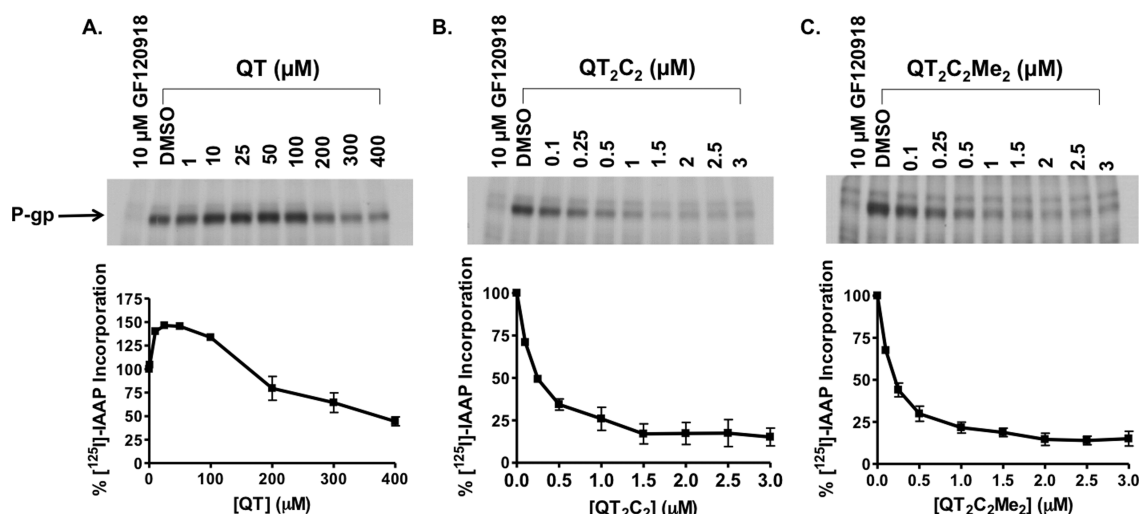 A.
10 µM GF120918
DMSO
QT (µM)
1
10
25
50
100
200
300
400
P-gp
% [¹²⁵I]-IAAP Incorporation
175
150
125
100
75
50
25
0
0 100 200 300 400
[QT] (µM)
B.
10 µM GF120918
DMSO
QT₂C₂ (µM)
0.1
0.25
0.5
1
1.5
2
2.5
3
% [¹²⁵I]-IAAP Incorporation
100
75
50
25
0
0.0 0.5 1.0 1.5 2.0 2.5 3.0
[QT₂C₂] (µM)
C.
10 µM GF120918
DMSO
QT₂C₂Me₂ (µM)
0.1
0.25
0.5
1
1.5
2
2.5
3
% [¹²⁵I]-IAAP Incorporation
100
75
50
25
0
0.0 0.5 1.0 1.5 2.0 2.5 3.0
[QT₂C₂Me₂] (µM)